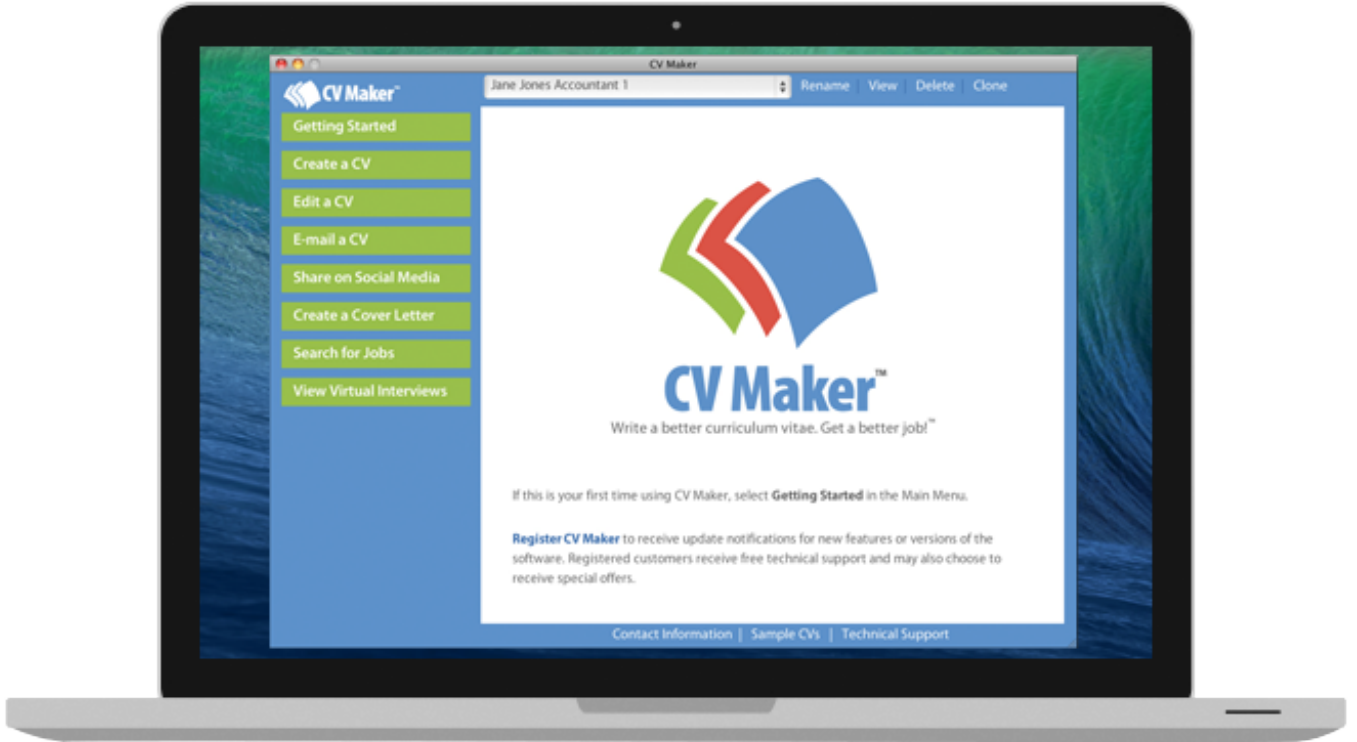 CV Maker
CV Maker™
Jane Jones Accountant 1
Rename | View | Delete | Clone
Getting Started
Create a CV
Edit a CV
E-mail a CV
Share on Social Media
Create a Cover Letter
Search for Jobs
View Virtual Interviews
CV Maker™
Write a better curriculum vitae. Get a better job!™
If this is your first time using CV Maker, select Getting Started in the Main Menu.
Register CV Maker to receive update notifications for new features or versions of the
software. Registered customers receive free technical support and may also choose to
receive special offers.
Contact Information | Sample CVs | Technical Support